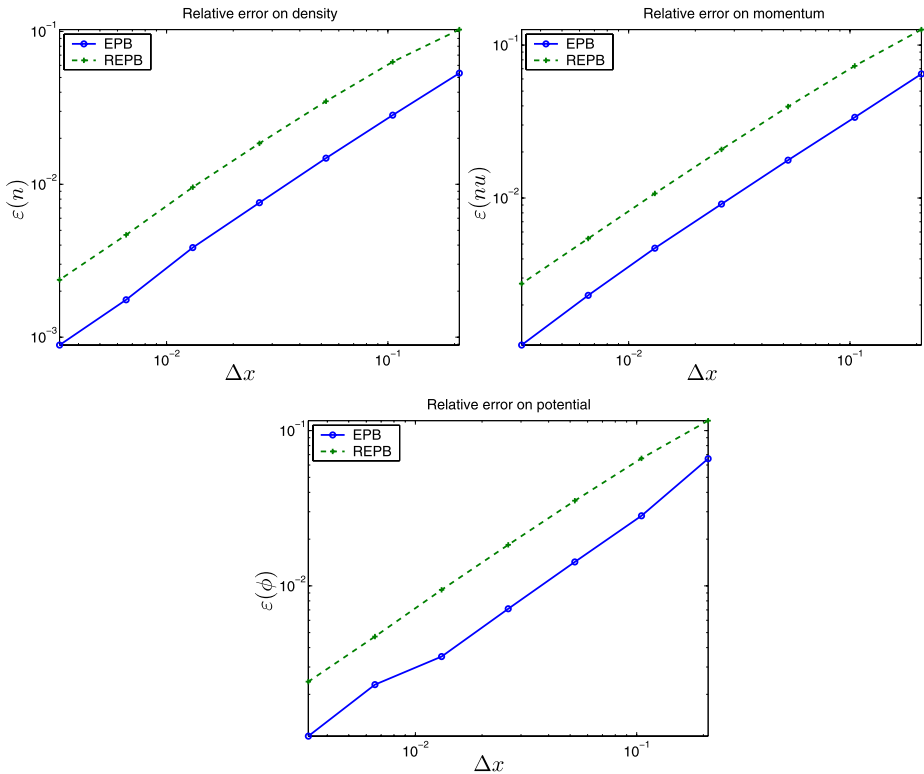 Relative error on density
10⁻¹
EPB
REPB
10⁻²
ε(n)
10⁻³
10⁻²
10⁻¹
Δx
Relative error on momentum
10⁻¹
EPB
REPB
10⁻²
ε(nu)
10⁻²
10⁻¹
Δx
Relative error on potential
10⁻¹
EPB
REPB
10⁻²
ε(ϕ)
10⁻²
10⁻¹
Δx